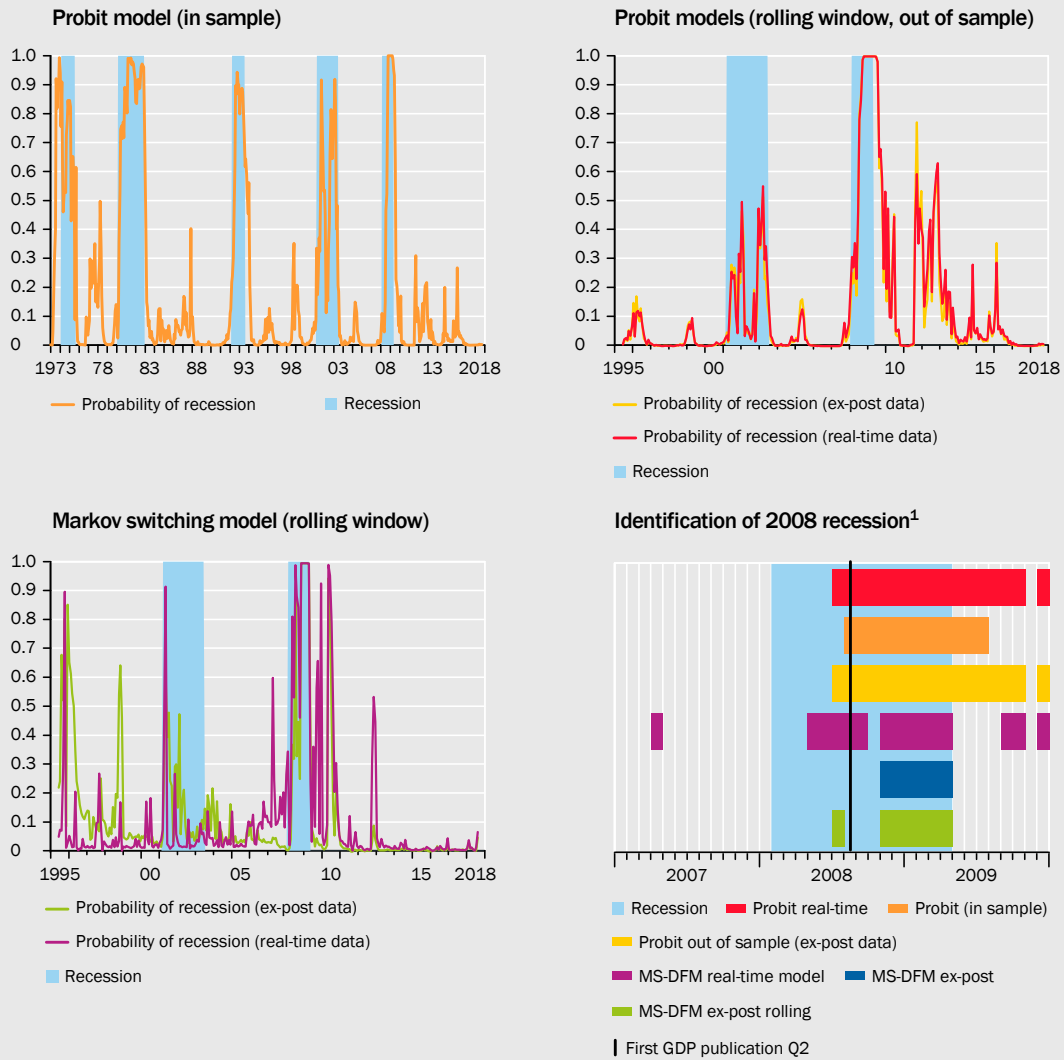 Probit model (in sample)
1.0
0.9
0.8
0.7
0.6
0.5
0.4
0.3
0.2
0.1
0
1973 78 83 88 93 98 03 08 13 2018
Probability of recession Recession
Probit models (rolling window, out of sample)
1.0
0.9
0.8
0.7
0.6
0.5
0.4
0.3
0.2
0.1
0
1995 00 10 15 2018
Probability of recession (ex-post data)
Probability of recession (real-time data)
Recession
Markov switching model (rolling window)
1.0
0.9
0.8
0.7
0.6
0.5
0.4
0.3
0.2
0.1
0
1995 00 05 10 15 2018
Probability of recession (ex-post data)
Probability of recession (real-time data)
Recession
Identification of 2008 recession¹
2007 2008 2009
Recession Probit real-time Probit (in sample)
Probit out of sample (ex-post data)
MS-DFM real-time model MS-DFM ex-post
MS-DFM ex-post rolling
First GDP publication Q2